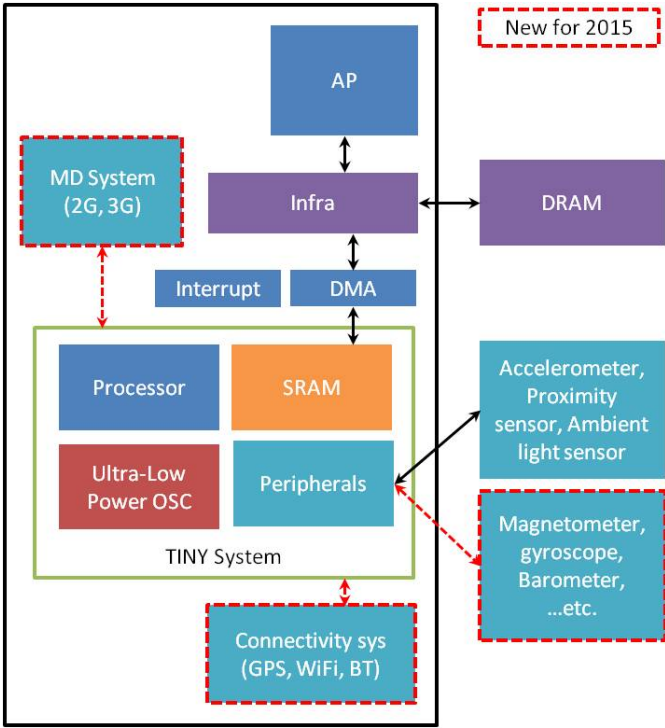 New for 2015
AP
MD System
(2G, 3G)
Infra
DRAM
Interrupt
DMA
Processor
SRAM
Accelerometer,
Proximity
sensor, Ambient
light sensor
Ultra-Low
Power OSC
Peripherals
TINY System
Magnetometer,
gyroscope,
Barometer,
...etc.
Connectivity sys
(GPS, WiFi, BT)